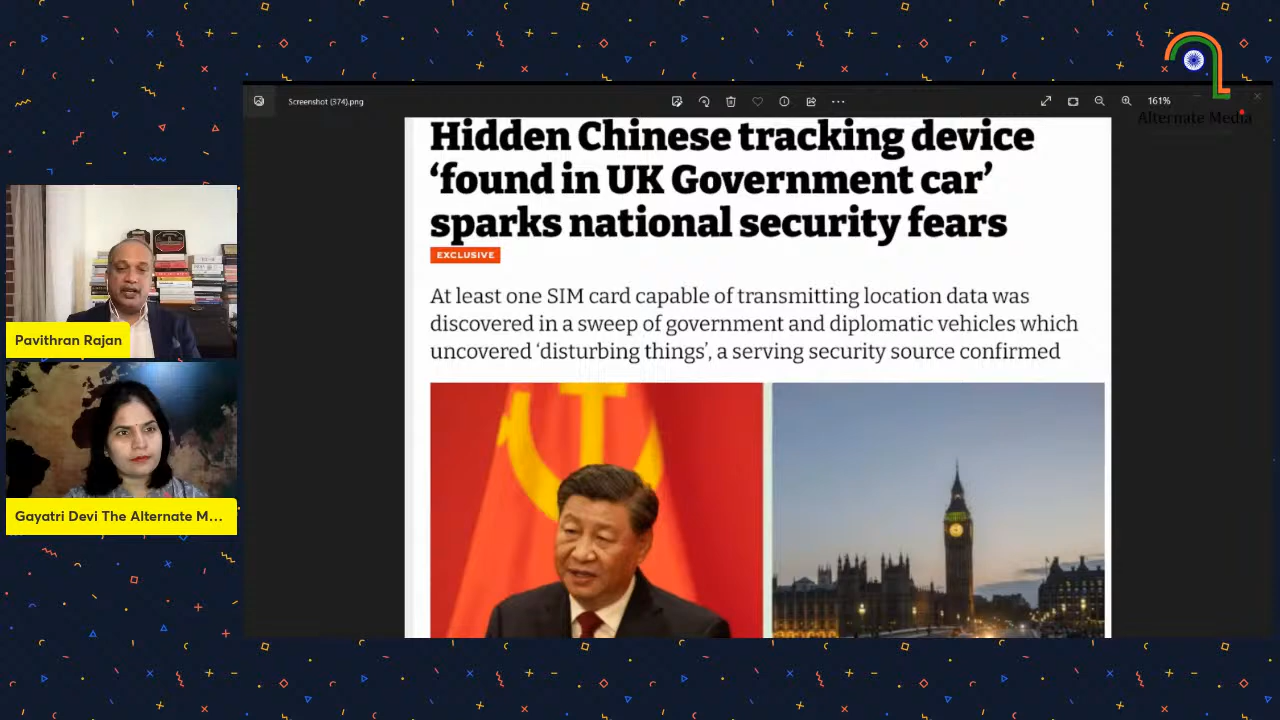 Screenshot (374).png
161%
Alternate Media
Hidden Chinese tracking device
‘found in UK Government car’
sparks national security fears
EXCLUSIVE
At least one SIM card capable of transmitting location data was
discovered in a sweep of government and diplomatic vehicles which
uncovered ‘disturbing things’, a serving security source confirmed
Pavithran Rajan
Gayatri Devi The Alternate M...